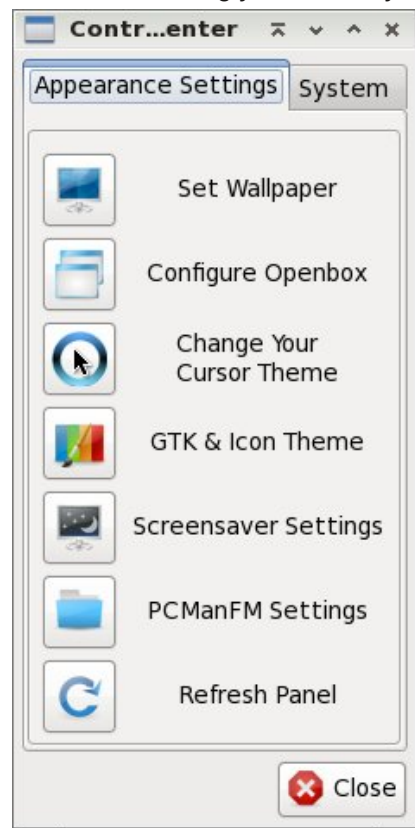 Contr...enter
Appearance Settings
System
Set Wallpaper
Configure Openbox
Change Your
Cursor Theme
GTK & Icon Theme
Screensaver Settings
PCManFM Settings
Refresh Panel
Close